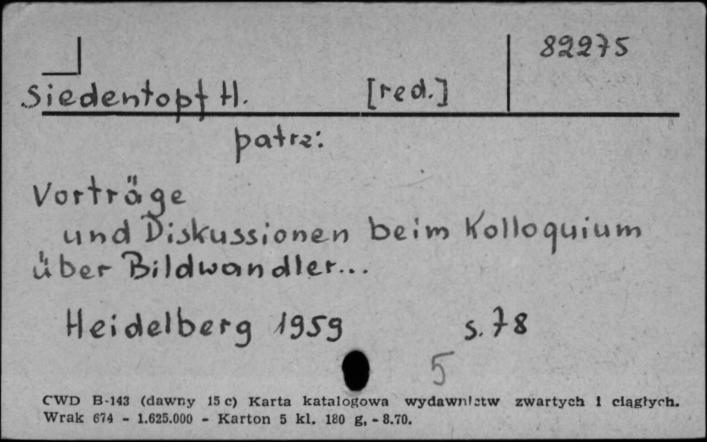 82275
Siedentopf H. [red.]
patrz:
Vorträge
und Diskussionen beim Kolloquium
über Bildwandler...
Heidelberg 1959 s. 78
5
CWD B-143 (dawny 15 c) Karta katalogowa wydawnictw zwartych i ciągłych.
Wrak 674 - 1.625.000 - Karton 5 kl. 180 g. - 8.70.